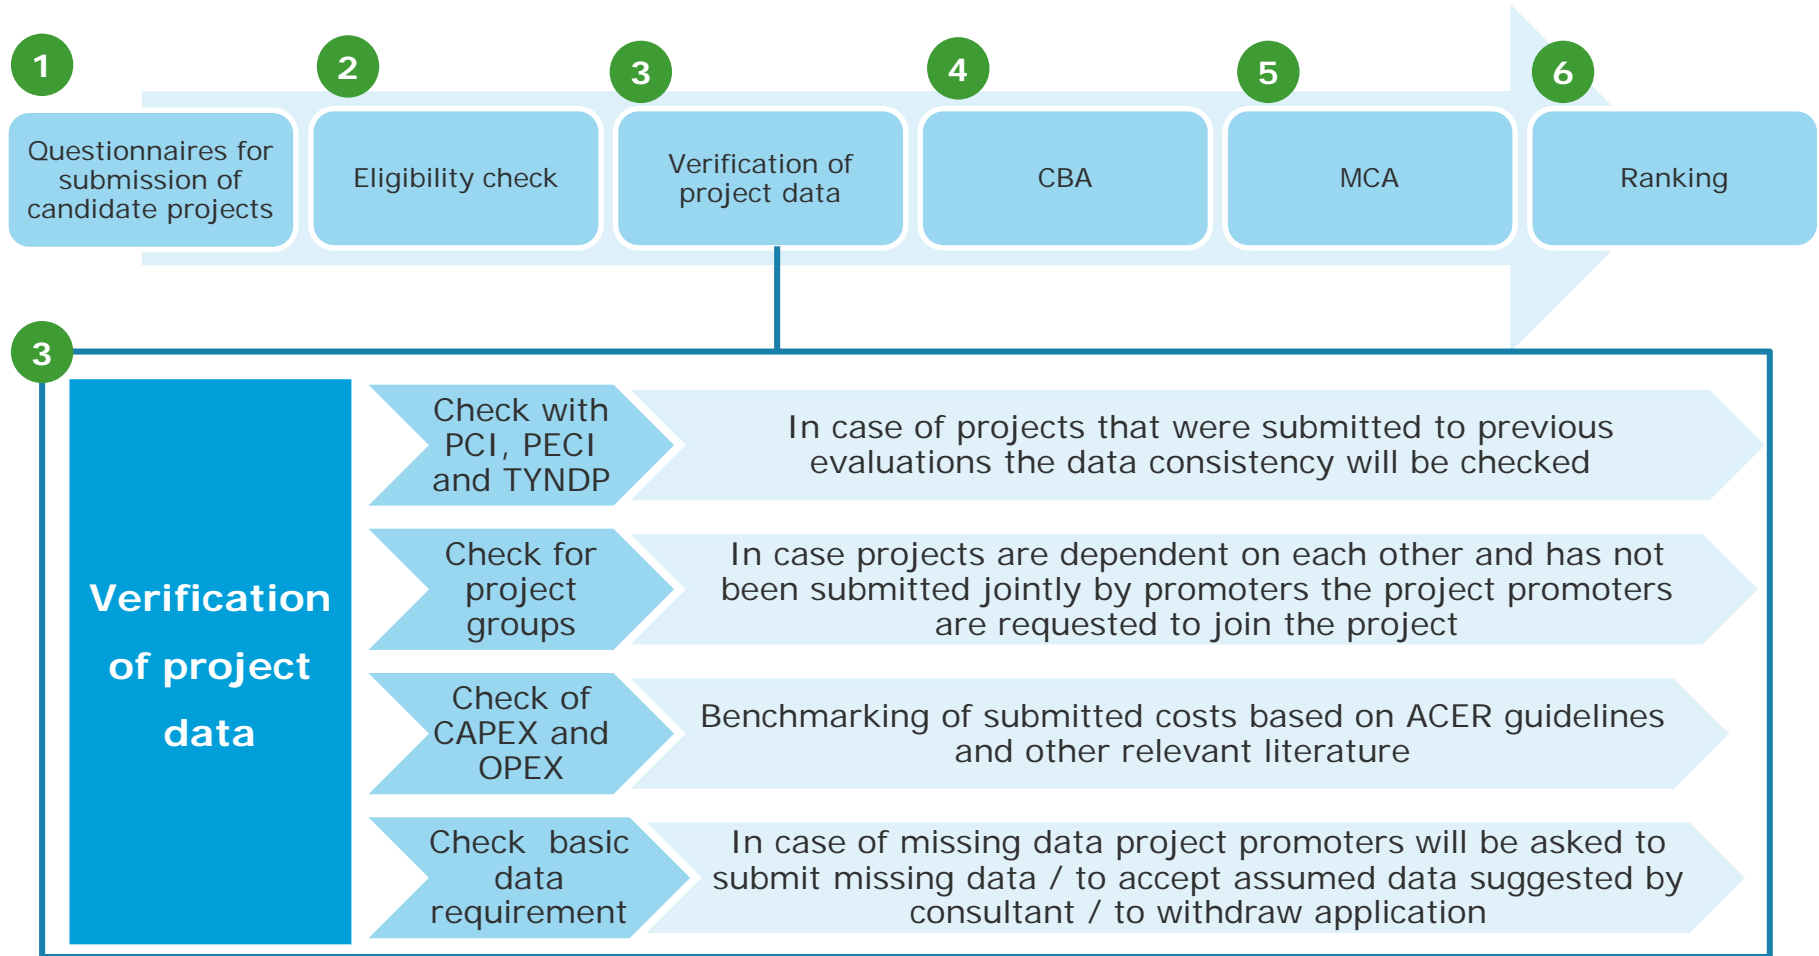 1
2
3
4
5
6
Questionnaires for
submission of
candidate projects
Eligibility check
Verification of
project data
CBA
MCA
Ranking
3
Verification
of project
data
Check with
PCI, PECI
and TYNDP
In case of projects that were submitted to previous
evaluations the data consistency will be checked
Check for
project
groups
In case projects are dependent on each other and has not
been submitted jointly by promoters the project promoters
are requested to join the project
Check of
CAPEX and
OPEX
Benchmarking of submitted costs based on ACER guidelines
and other relevant literature
Check basic
data
requirement
In case of missing data project promoters will be asked to
submit missing data / to accept assumed data suggested by
consultant / to withdraw application